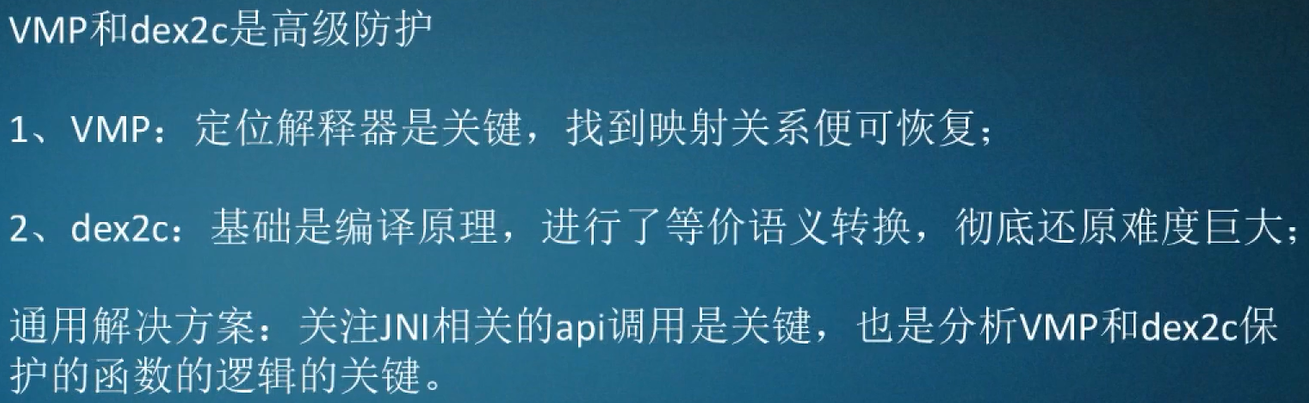 VMP和dex2c是高级防护
1、VMP：定位解释器是关键，找到映射关系便可恢复；
2、dex2c：基础是编译原理，进行了等价语义转换，彻底还原难度巨大；
通用解决方案：关注JNI相关的api调用是关键，也是分析VMP和dex2c保
护的函数的逻辑的关键。